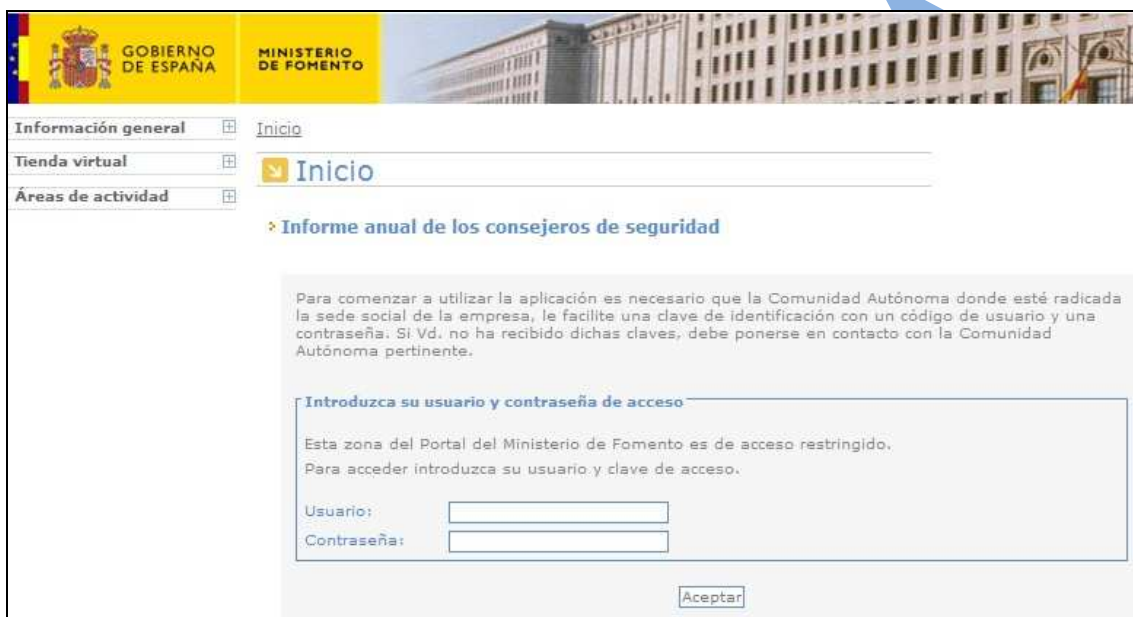 GOBIERNO
DE ESPAÑA
MINISTERIO
DE FOMENTO
Información general
Tienda virtual
Áreas de actividad
Inicio
Inicio
Informe anual de los consejeros de seguridad
Para comenzar a utilizar la aplicación es necesario que la Comunidad Autónoma donde esté radicada
la sede social de la empresa, le facilite una clave de identificación con un código de usuario y una
contraseña. Si Vd. no ha recibido dichas claves, debe ponerse en contacto con la Comunidad
Autónoma pertinente.
Introduzca su usuario y contraseña de acceso
Esta zona del Portal del Ministerio de Fomento es de acceso restringido.
Para acceder introduzca su usuario y clave de acceso.
Usuario:
Contraseña:
Aceptar